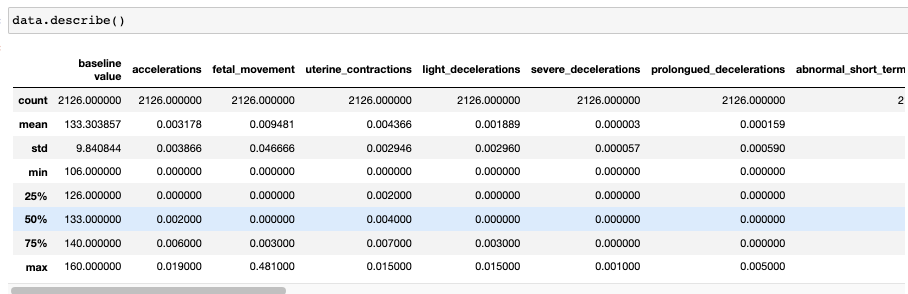 data.describe()
baseline value accelerations fetal_movement uterine_contractions light_decelerations severe_decelerations prolongued_decelerations abnormal_short_term
count 2126.000000 2126.000000 2126.000000 2126.000000 2126.000000 2126.000000 2126.000000 2
mean 133.303857 0.003178 0.009481 0.004366 0.001889 0.000003 0.000159
std 9.840844 0.003866 0.046666 0.002946 0.002960 0.000057 0.000590
min 106.000000 0.000000 0.000000 0.000000 0.000000 0.000000 0.000000
25% 126.000000 0.000000 0.000000 0.002000 0.000000 0.000000 0.000000
50% 133.000000 0.002000 0.000000 0.004000 0.000000 0.000000 0.000000
75% 140.000000 0.006000 0.003000 0.007000 0.003000 0.000000 0.000000
max 160.000000 0.019000 0.481000 0.015000 0.015000 0.001000 0.005000